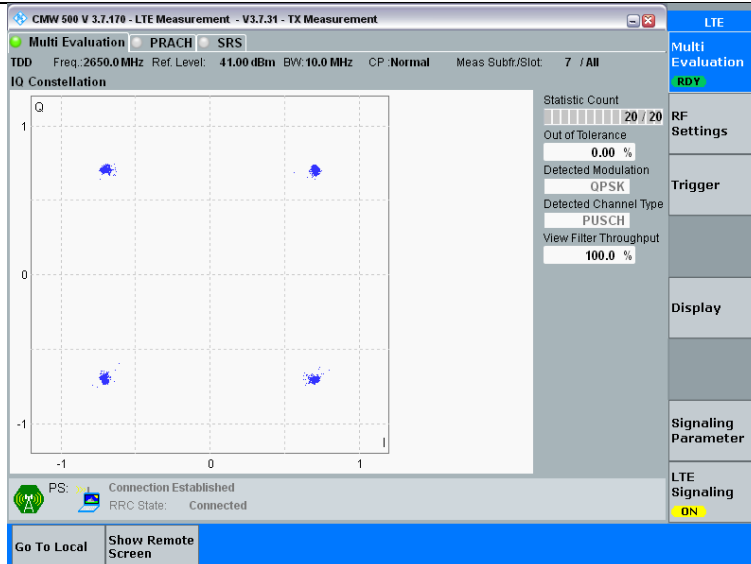 CMW 500 V 3.7.170 - LTE Measurement - V3.7.31 - TX Measurement
LTE
Multi Evaluation PRACH SRS
TDD Freq.:2650.0 MHz Ref. Level: 41.00 dBm BW:10.0 MHz CP :Normal Meas Subfr./Slot: 7 / All
IQ Constellation
Q
1
0
-1
-1 0 1
I
Statistic Count
20 / 20
Out of Tolerance
0.00 %
Detected Modulation
QPSK
Detected Channel Type
PUSCH
View Filter Throughput
100.0 %
Multi
Evaluation
RDY
RF
Settings
Trigger
Display
Signaling
Parameter
LTE
Signaling
ON
PS: Connection Established
RRC State: Connected
Go To Local
Show Remote
Screen